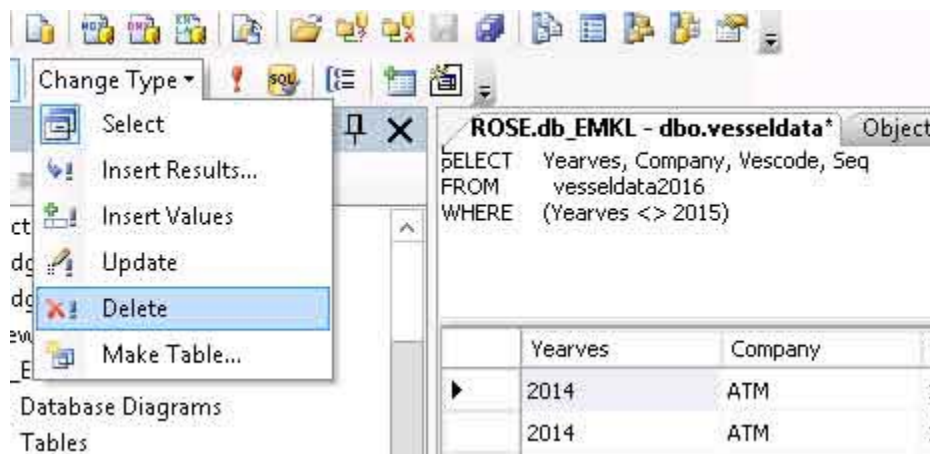 Change Type
SQL
Select
Insert Results...
Insert Values
Update
Delete
Make Table...
Database Diagrams
Tables
ROSE.db_EMKL - dbo.vesseldata*
Object
SELECT Yearves, Company, Vescode, Seq
FROM vesseldata2016
WHERE (Yearves <> 2015)
Yearves Company
2014 ATM
2014 ATM